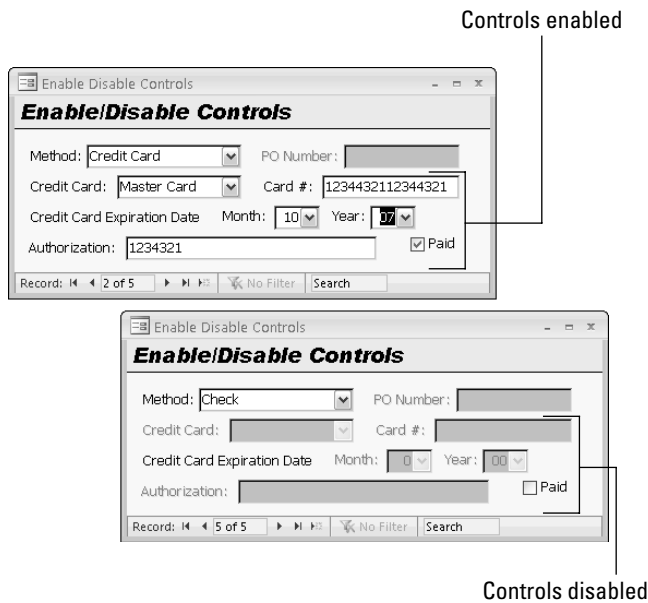 Controls enabled
Enable Disable Controls
Enable/Disable Controls
Method: Credit Card PO Number:
Credit Card: Master Card Card #: 1234432112344321
Credit Card Expiration Date Month: 10 Year: 07
Authorization: 1234321 Paid
Record: 2 of 5 No Filter Search
Enable Disable Controls
Enable/Disable Controls
Method: Check PO Number:
Credit Card: Card #:
Credit Card Expiration Date Month: 0 Year: 00
Authorization: Paid
Record: 5 of 5 No Filter Search
Controls disabled